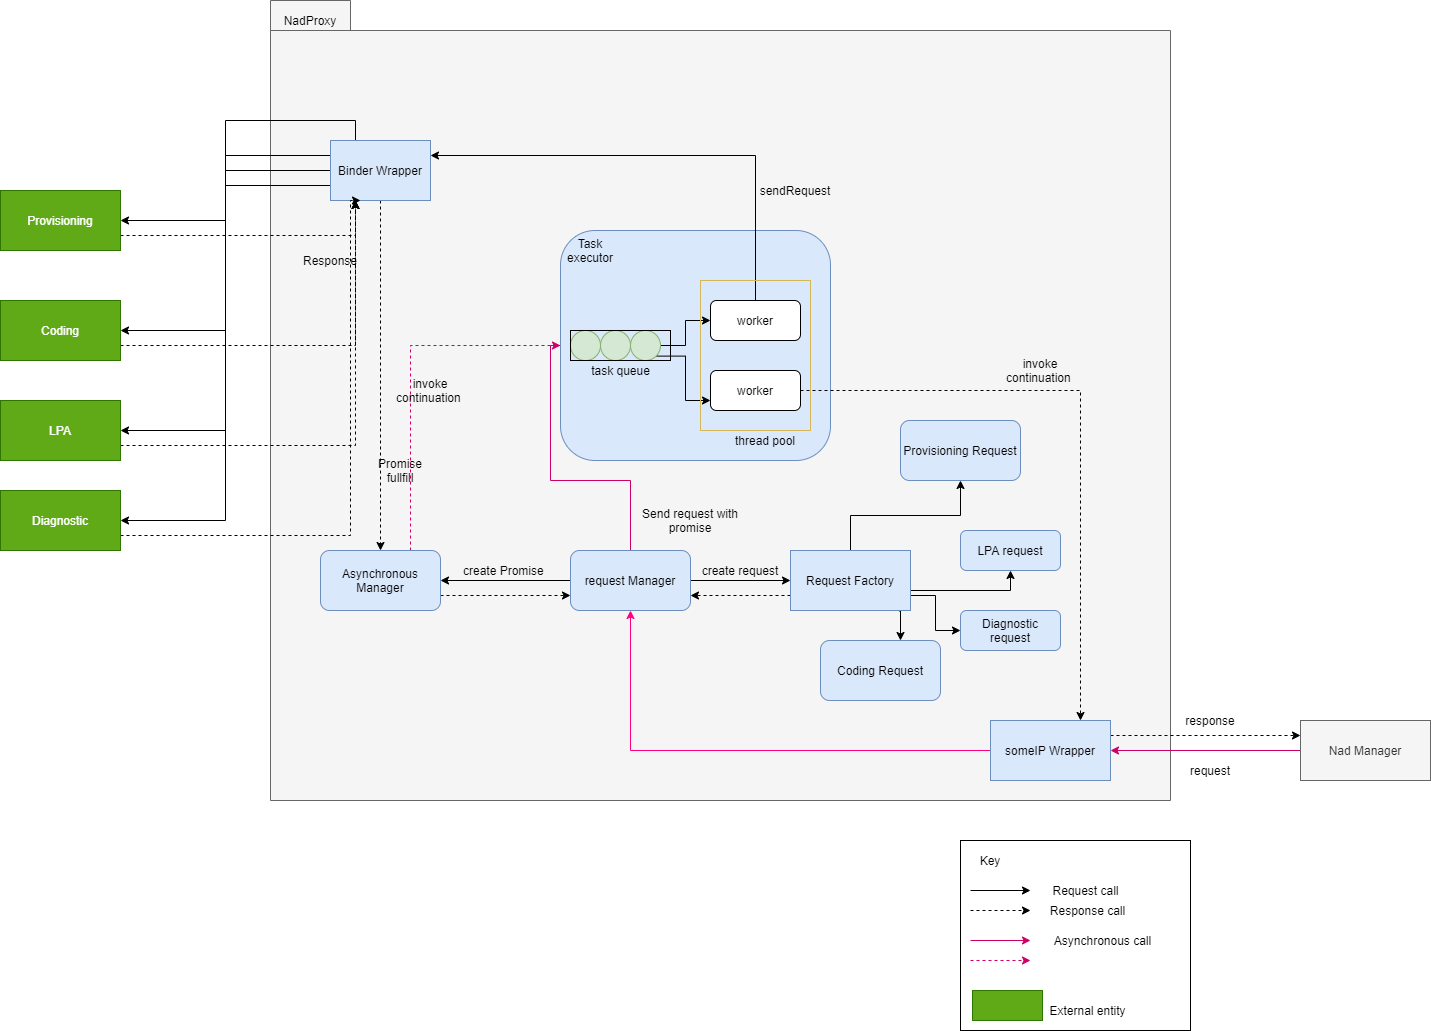 NadProxy
Binder Wrapper
sendRequest
Provisioning
Response
Task
executor
Coding
worker
task queue
worker
thread pool
invoke
continuation
invoke
continuation
LPA
Promise
fullfill
Provisioning Request
Diagnostic
Send request with
promise
Asynchronous
Manager
create Promise
request Manager
create request
Request Factory
LPA request
Diagnostic
request
Coding Request
someIP Wrapper
response
request
Nad Manager
Key
Request call
Response call
Asynchronous call
External entity